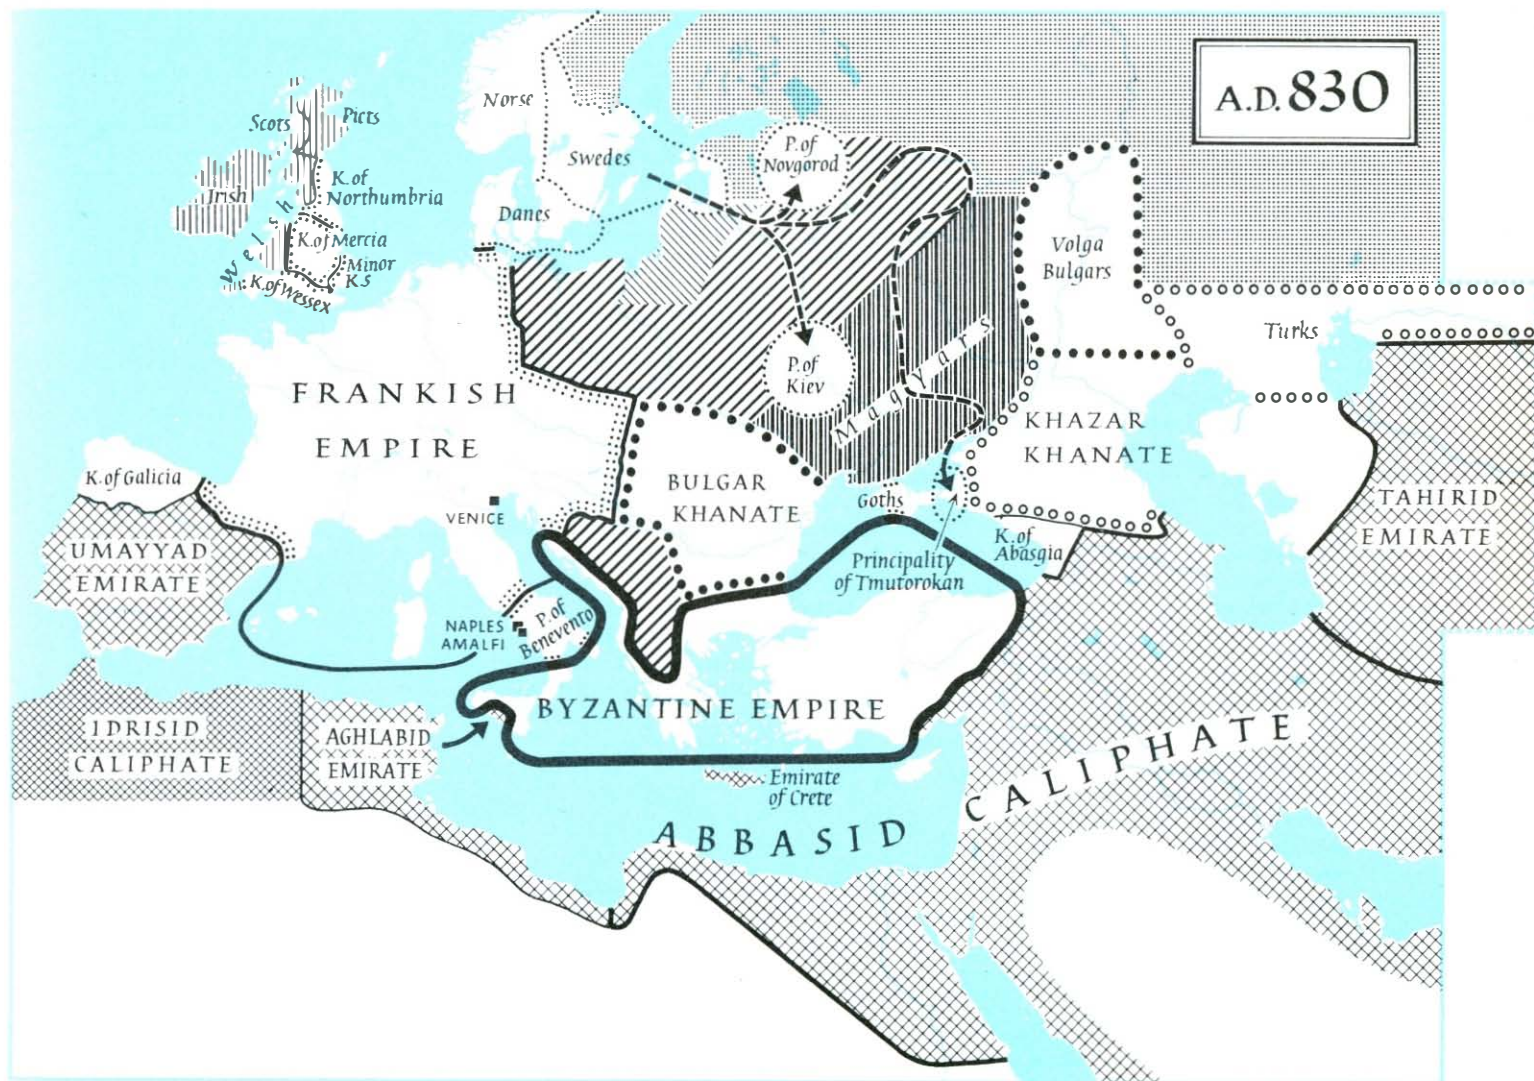 A.D. 830
Norse
Scots
Picts
P. of
Novgorod
Swedes
K. of
Northumbria
Irish
Welsh
Danes
K. of Mercia
Minor
K.s
K. of Wessex
Volga
Bulgars
Turks
P. of
Kiev
Magyars
FRANKISH
EMPIRE
KHAZAR
KHANATE
K. of Galicia
BULGAR
KHANATE
Goths
VENICE
TAHIRID
EMIRATE
UMAYYAD
EMIRATE
K. of
Abasgia
Principality
of Tmutorokan
NAPLES
AMALFI
P. of
Benevento
BYZANTINE EMPIRE
IDRISID
CALIPHATE
AGHLABID
EMIRATE
Emirate
of Crete
ABBASID CALIPHATE